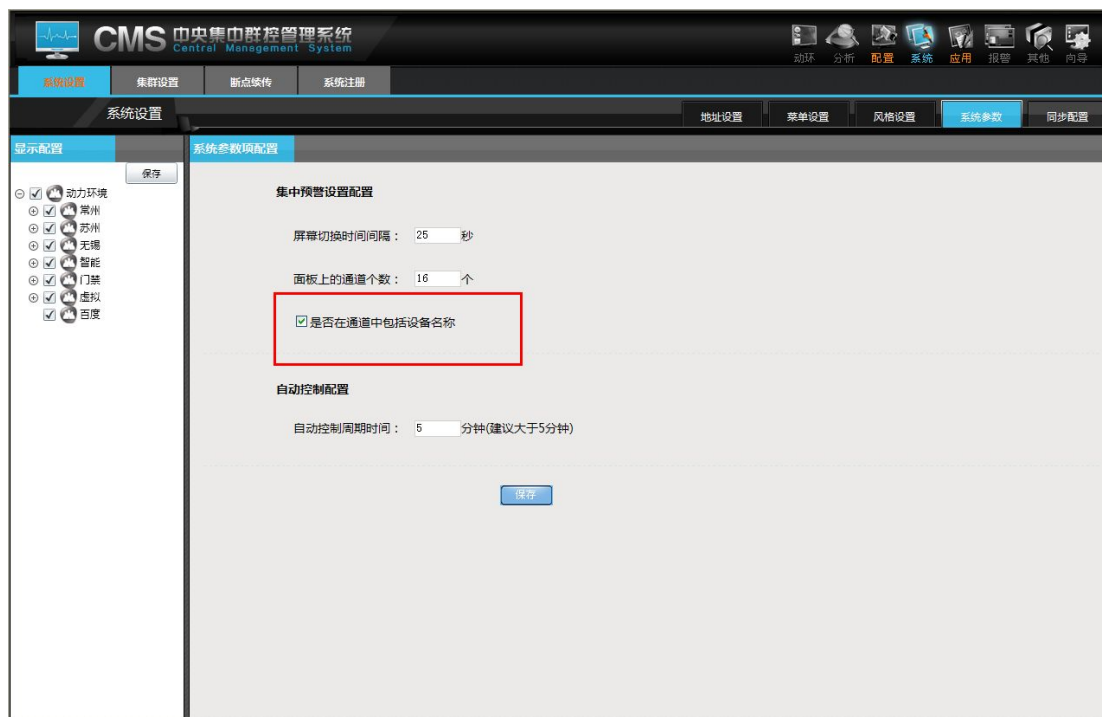 CMS 中央集中群控管理系统
Central Management System
动环 分析 配置 系统 应用 报警 其他 向导
系统设置 集群设置 断点续传 系统注册
系统设置 地址设置 菜单设置 风格设置 系统参数 同步配置
显示配置 系统参数项配置
保存
动力环境
常州
苏州
无锡
智能
门禁
虚拟
百度
集中预警设置配置
屏幕切换时间间隔： 25 秒
面板上的通道个数： 16 个
是否在通道中包括设备名称
自动控制配置
自动控制周期时间： 5 分钟(建议大于5分钟)
保存